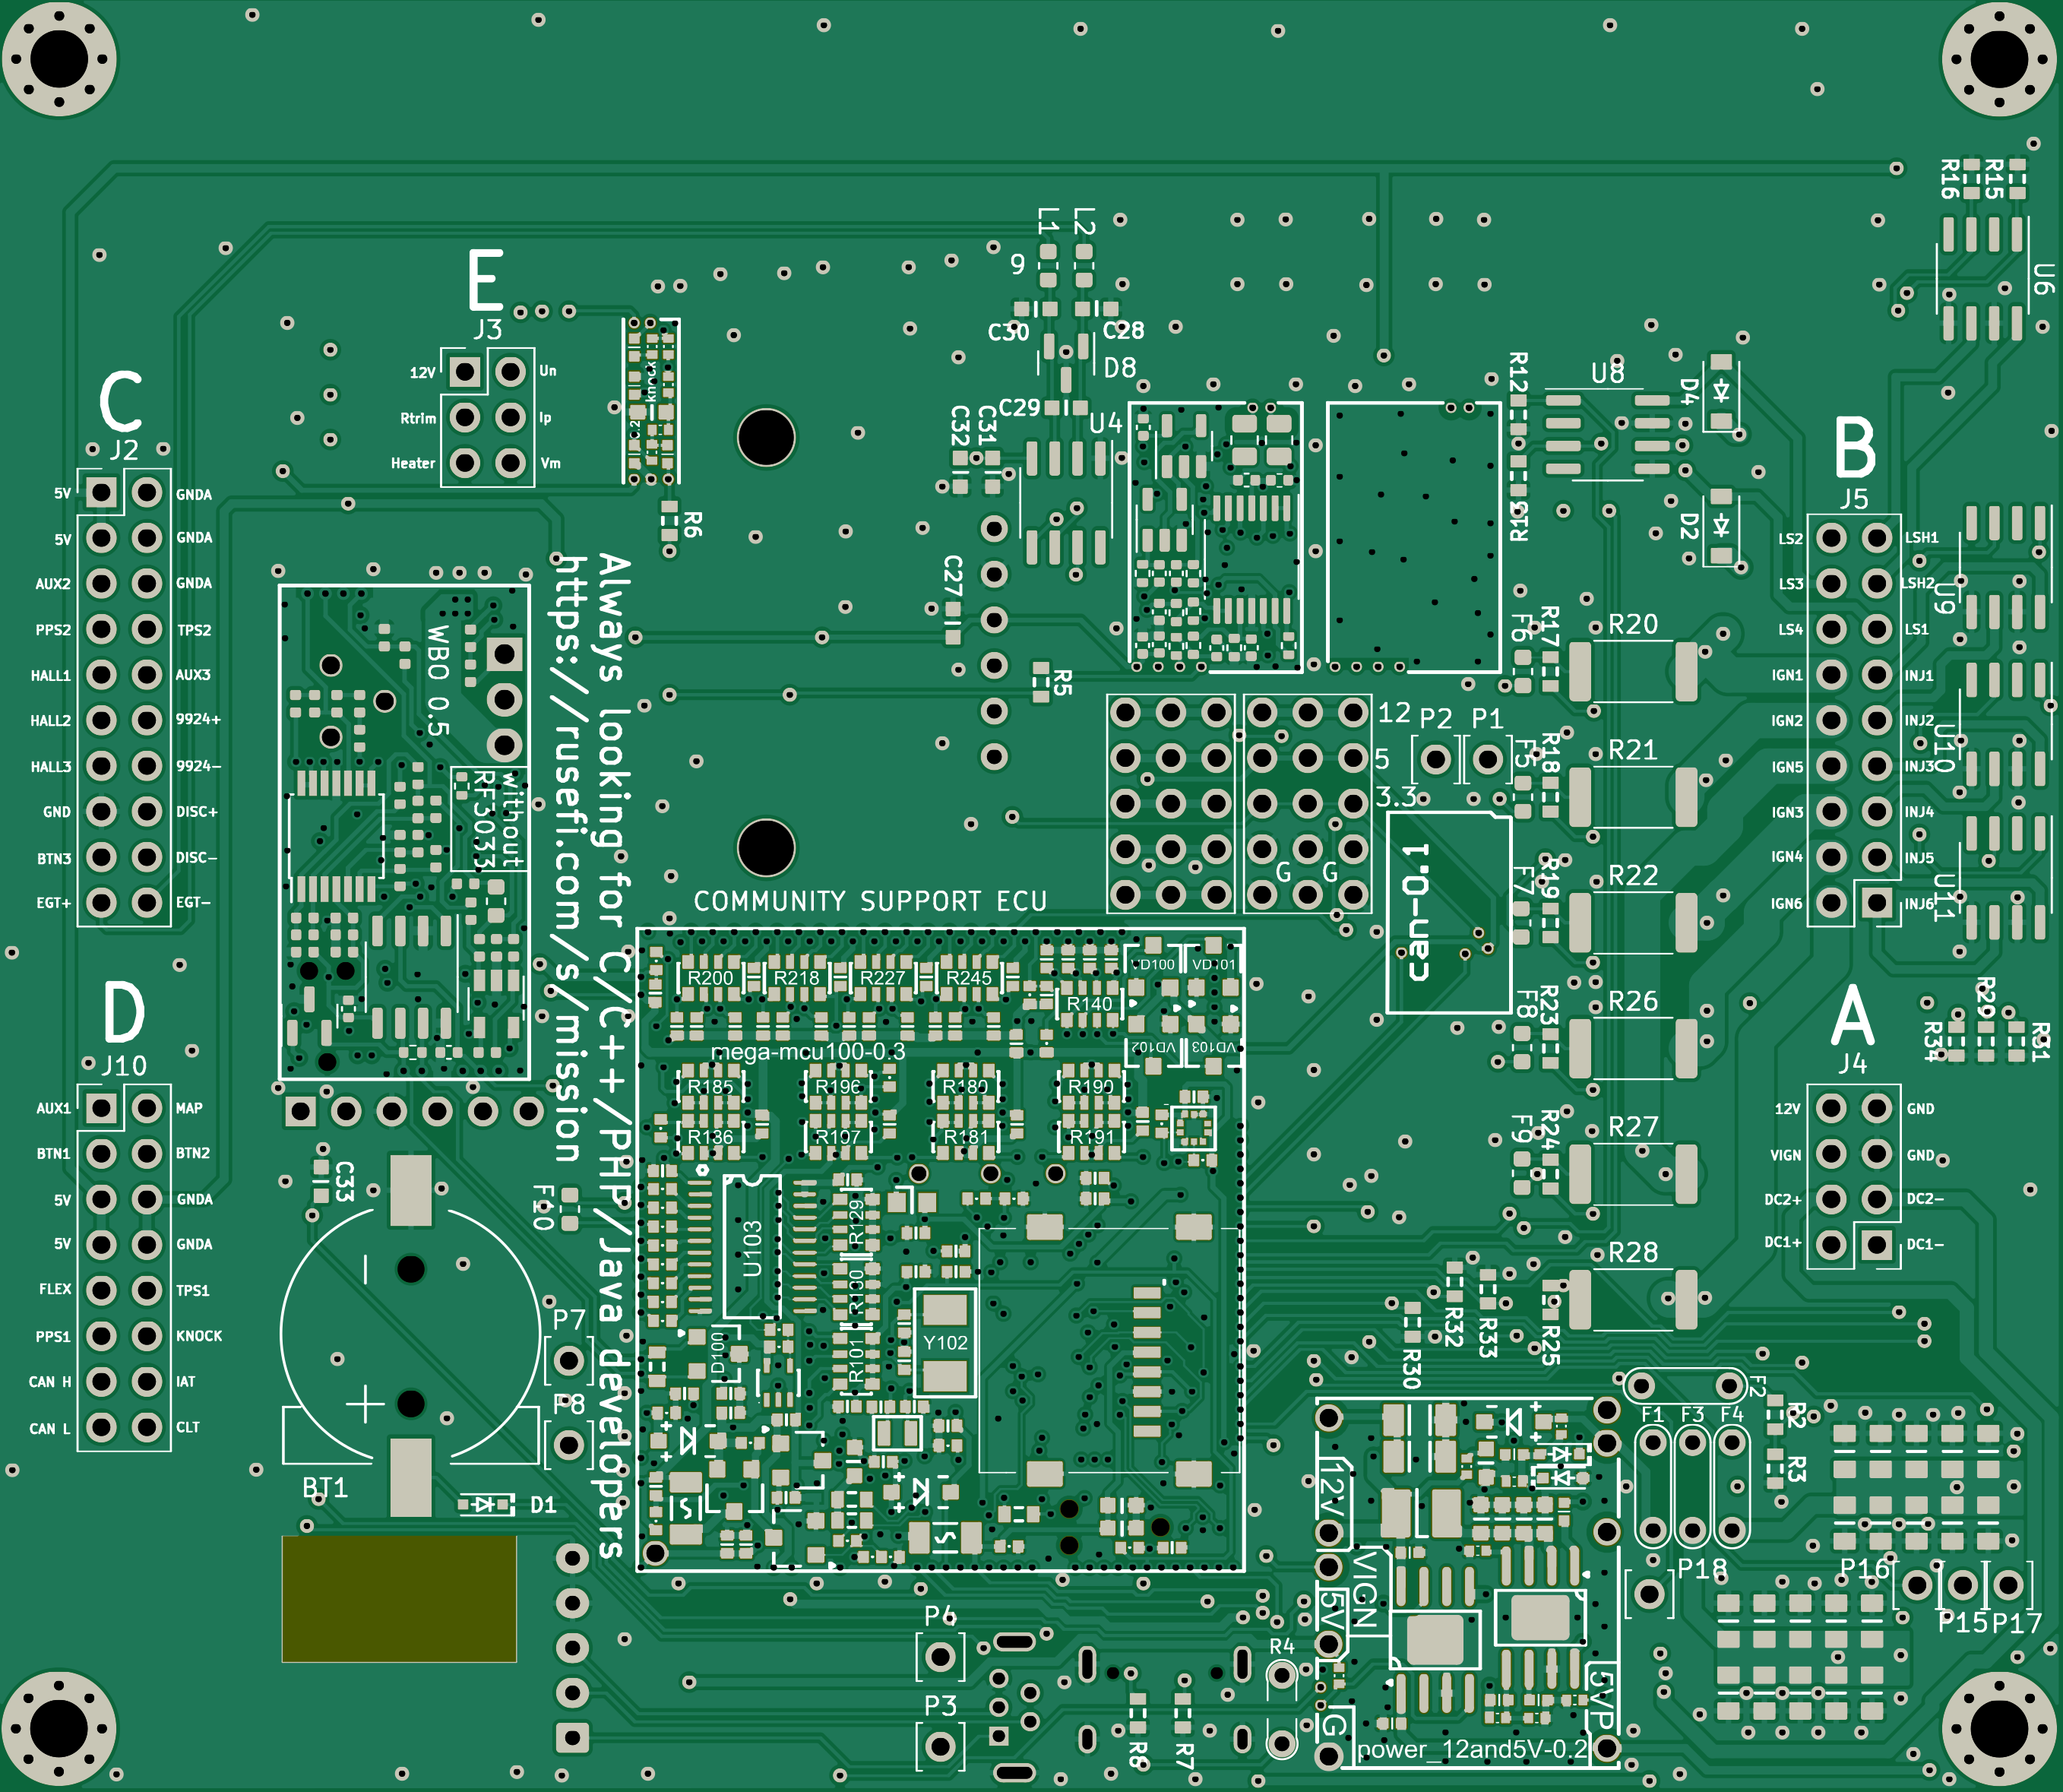 L1
L2
9
C30
C28
D8
C29
U4
C32
C31
R16
R15
U6
E
J3
12V
Un
Rtrim
Ip
Heater
Vm
knock
0.2
R6
C
J2
5V
GNDA
5V
GNDA
AUX2
GNDA
PPS2
TPS2
HALL1
AUX3
HALL2
9924+
HALL3
9924-
GND
DISC+
BTN3
DISC-
EGT+
EGT-
WBO 0.5
without
RF3033
Always looking for C/C++/PHP/Java developers
https://rusefi.com/s/mission
C27
R5
R12
U8
D4
D2
R11
B
J5
LS2
LSH1
LS3
LSH2
LS4
LS1
IGN1
INJ1
IGN2
INJ2
IGN5
INJ3
IGN3
INJ4
IGN4
INJ5
IGN6
INJ6
U9
U10
U11
F6
R17
R20
12
P2
P1
F5
R18
R21
5
3.3
G
G
can-0.1
F7
R19
R22
F8
R23
R26
F9
R24
R27
R28
R25
R32
R33
R30
COMMUNITY SUPPORT ECU
R200
R218
R227
R245
VD100
VD101
R140
mega-mcu100-0.3
VD102
VD103
R185
R196
R180
R190
R136
R197
R181
R191
U103
R129
R130
R101
Y102
D100
D
J10
AUX1
MAP
BTN1
BTN2
5V
GNDA
5V
GNDA
FLEX
TPS1
PPS1
KNOCK
CAN H
IAT
CAN L
CLT
C33
F10
P7
P8
BT1
D1
A
J4
R34
R29
R31
12V
GND
VIGN
GND
DC2+
DC2-
DC1+
DC1-
F2
F1
F3
F4
R2
R3
P18
P16
P15
P17
12V
VIGN
5V
IG
5VP
power_12and5V-0.2
P4
P3
R4
R8
R7